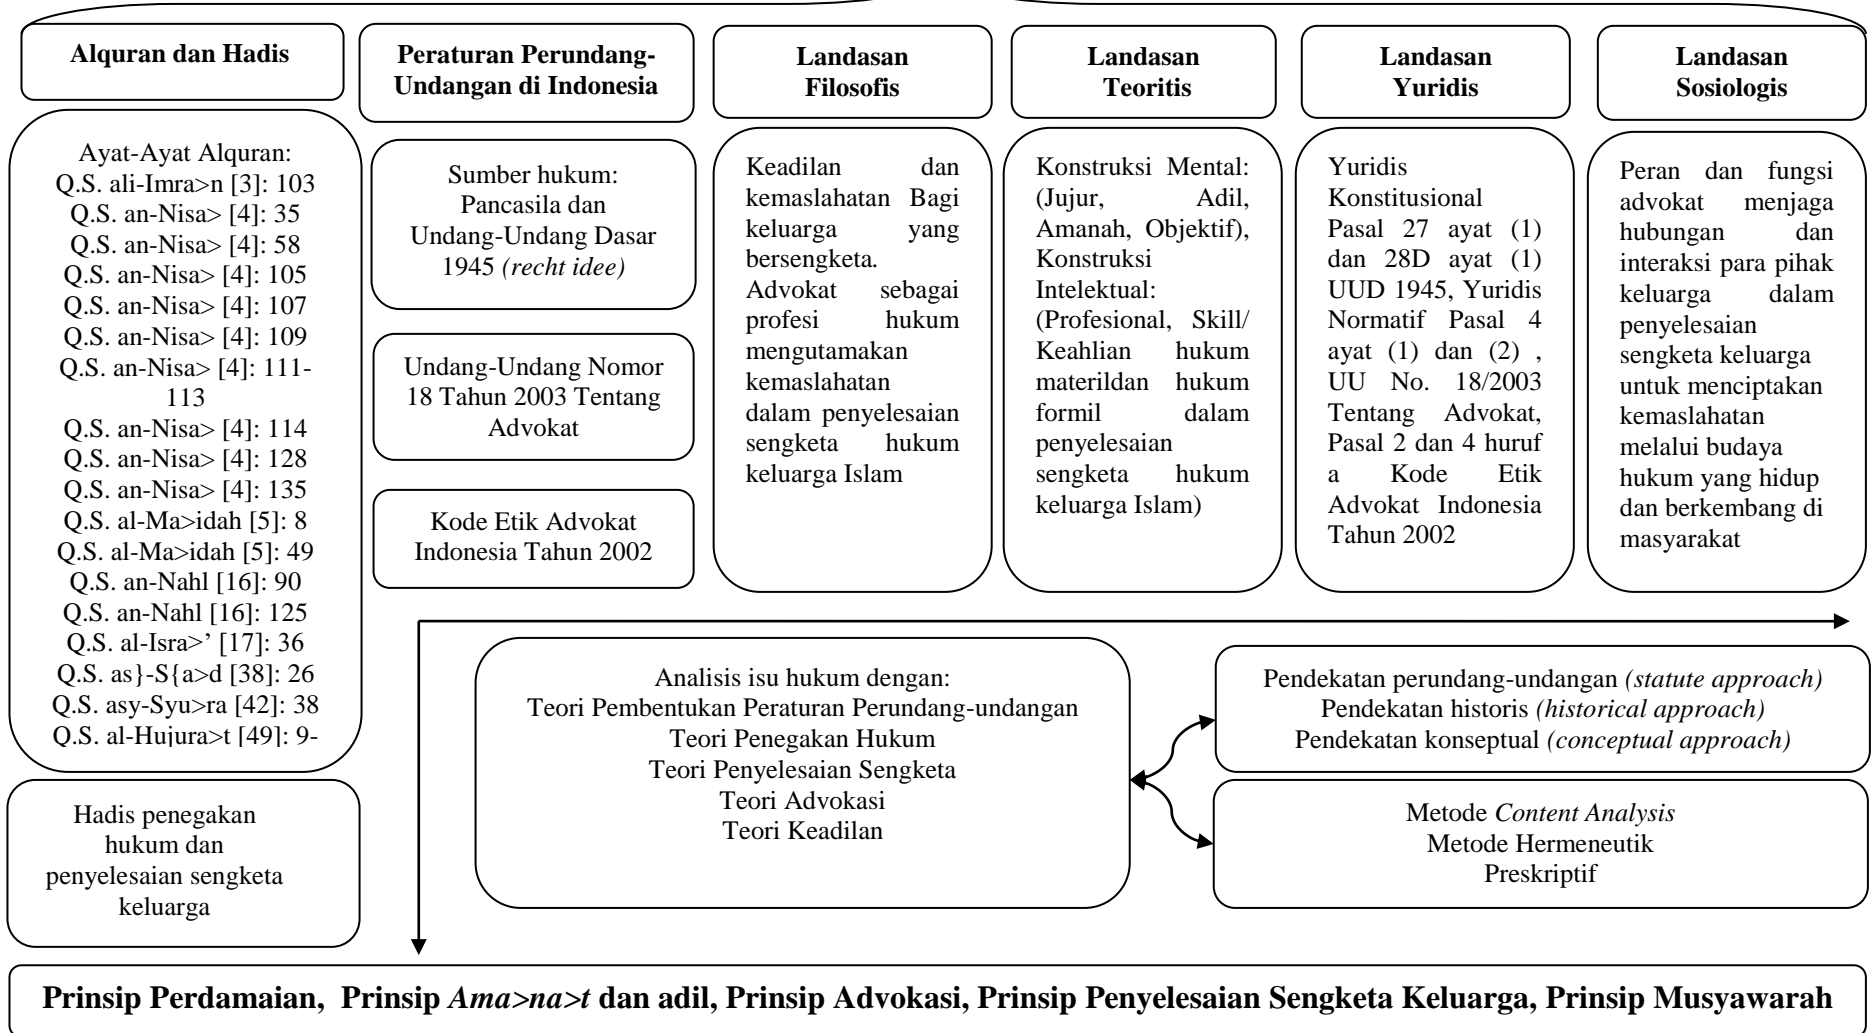 Alquran dan Hadis
Peraturan Perundang-
Undangan di Indonesia
Landasan
Filosofis
Landasan
Teoritis
Landasan
Yuridis
Landasan
Sosiologis
Ayat-Ayat Alquran:
Q.S. ali-Imra>n [3]: 103
Q.S. an-Nisa> [4]: 35
Q.S. an-Nisa> [4]: 58
Q.S. an-Nisa> [4]: 105
Q.S. an-Nisa> [4]: 107
Q.S. an-Nisa> [4]: 109
Q.S. an-Nisa> [4]: 111-
113
Q.S. an-Nisa> [4]: 114
Q.S. an-Nisa> [4]: 128
Q.S. an-Nisa> [4]: 135
Q.S. al-Ma>idah [5]: 8
Q.S. al-Ma>idah [5]: 49
Q.S. an-Nahl [16]: 90
Q.S. an-Nahl [16]: 125
Q.S. al-Isra>’ [17]: 36
Q.S. as}-S{a>d [38]: 26
Q.S. asy-Syu>ra [42]: 38
Q.S. al-Hujura>t [49]: 9-
Hadis penegakan
hukum dan
penyelesaian sengketa
keluarga
Sumber hukum:
Pancasila dan
Undang-Undang Dasar
1945 (recht idee)
Undang-Undang Nomor
18 Tahun 2003 Tentang
Advokat
Kode Etik Advokat
Indonesia Tahun 2002
Keadilan dan
kemaslahatan Bagi
keluarga yang
bersengketa.
Advokat sebagai
profesi hukum
mengutamakan
kemaslahatan
dalam penyelesaian
sengketa hukum
keluarga Islam
Konstruksi Mental:
(Jujur, Adil,
Amanah, Objektif),
Konstruksi
Intelektual:
(Profesional, Skill/
Keahlian hukum
materildan hukum
formil dalam
penyelesaian
sengketa hukum
keluarga Islam)
Yuridis
Konstitusional
Pasal 27 ayat (1)
dan 28D ayat (1)
UUD 1945, Yuridis
Normatif Pasal 4
ayat (1) dan (2) ,
UU No. 18/2003
Tentang Advokat,
Pasal 2 dan 4 huruf
a Kode Etik
Advokat Indonesia
Tahun 2002
Peran dan fungsi
advokat menjaga
hubungan dan
interaksi para pihak
keluarga dalam
penyelesaian
sengketa keluarga
untuk menciptakan
kemaslahatan
melalui budaya
hukum yang hidup
dan berkembang di
masyarakat
Analisis isu hukum dengan:
Teori Pembentukan Peraturan Perundang-undangan
Teori Penegakan Hukum
Teori Penyelesaian Sengketa
Teori Advokasi
Teori Keadilan
Pendekatan perundang-undangan (statute approach)
Pendekatan historis (historical approach)
Pendekatan konseptual (conceptual approach)
Metode Content Analysis
Metode Hermeneutik
Preskriptif
Prinsip Perdamaian, Prinsip Ama>na>t dan adil, Prinsip Advokasi, Prinsip Penyelesaian Sengketa Keluarga, Prinsip Musyawarah